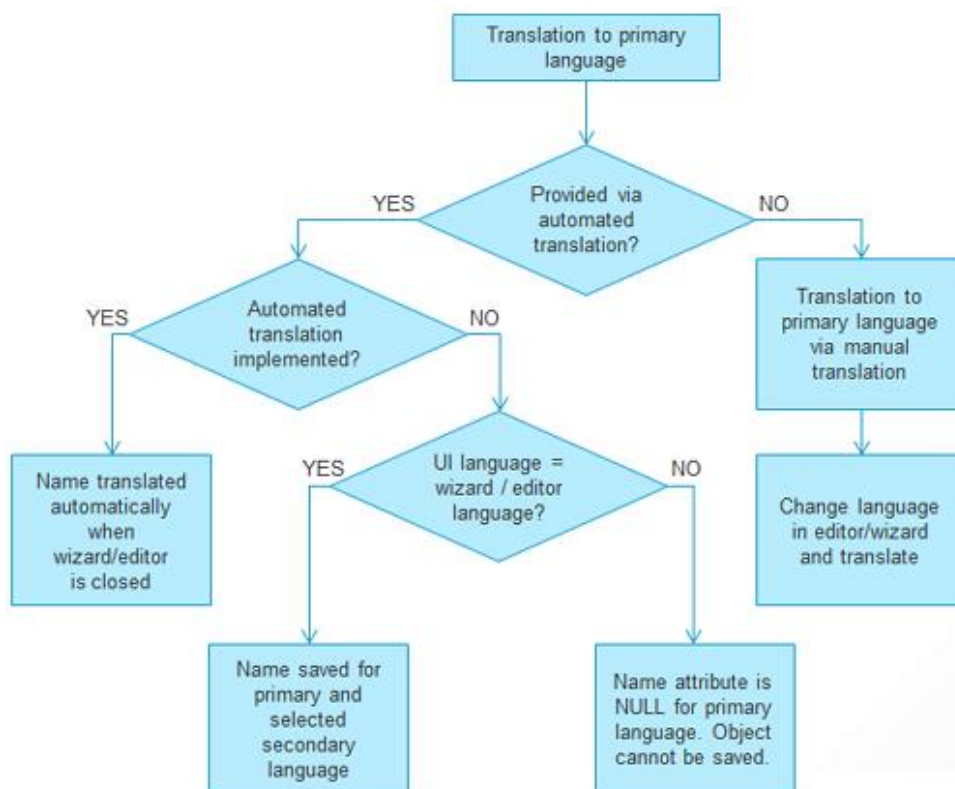 Translation to primary
language
Provided via
automated
translation?
YES
NO
Automated
translation
implemented?
YES
NO
Translation to
primary language
via manual
translation
Name translated
automatically
when
wizard/editor
is closed
UI language =
wizard / editor
language?
YES
NO
Change language
in editor/wizard
and translate
Name saved for
primary and
selected
secondary
language
Name attribute is
NULL for primary
language. Object
cannot be saved.